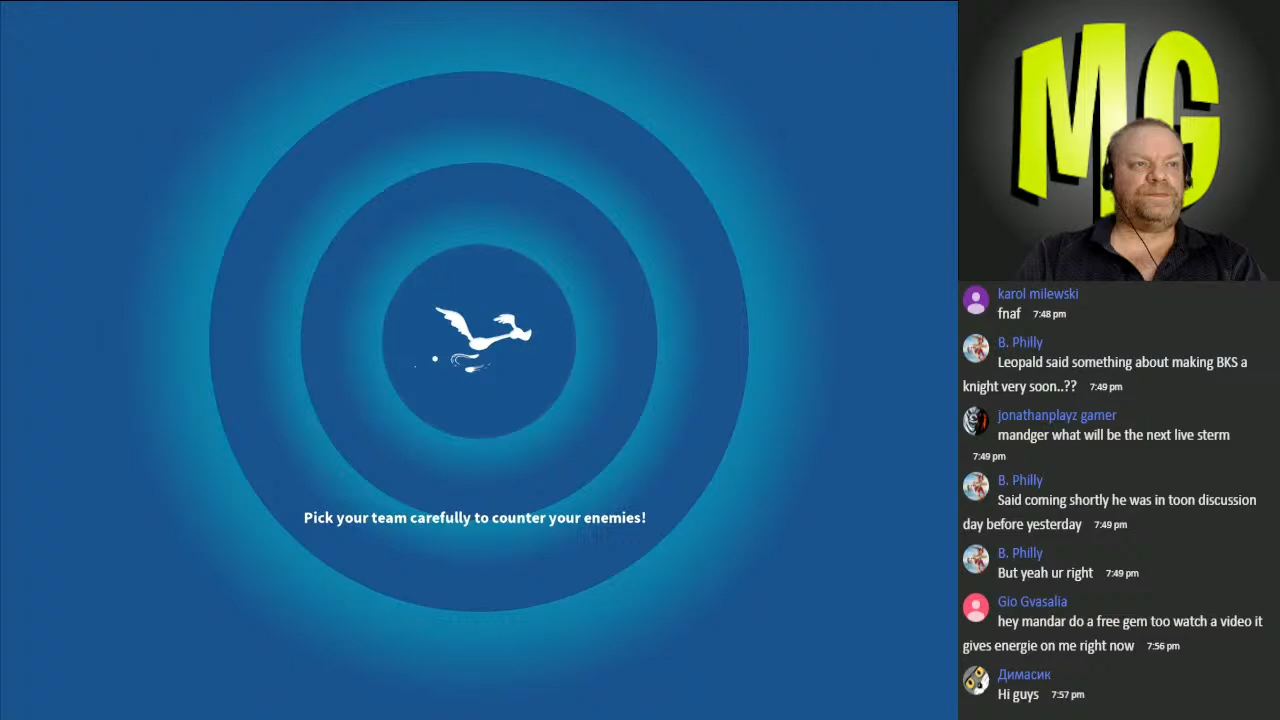 MG
Pick your team carefully to counter your enemies!
karol milewski
fnaf 7:48 pm
B. Philly
Leopald said something about making BKS a
knight very soon..?? 7:49 pm
jonathanplayz gamer
mandger what will be the next live sterm
7:49 pm
B. Philly
Said coming shortly he was in toon discussion
day before yesterday 7:49 pm
B. Philly
But yeah ur right 7:49 pm
Gio Gvasalia
hey mandar do a free gem too watch a video it
gives energie on me right now 7:56 pm
Димасик
Hi guys 7:57 pm